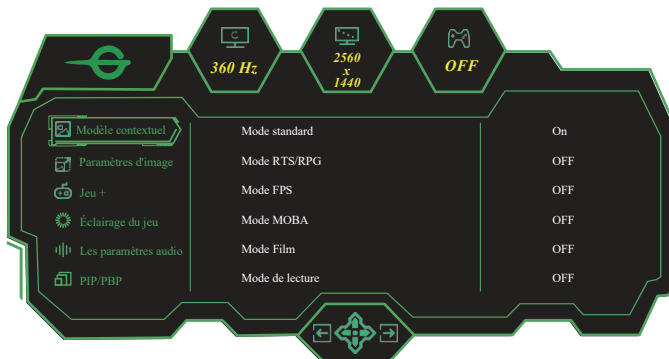 360 Hz
2560
x
1440
OFF
Modèle contextuel
Mode standard
On
Paramètres d'image
Mode RTS/RPG
OFF
Jeu +
Mode FPS
OFF
Éclairage du jeu
Mode MOBA
OFF
Les paramètres audio
Mode Film
OFF
PIP/PBP
Mode de lecture
OFF